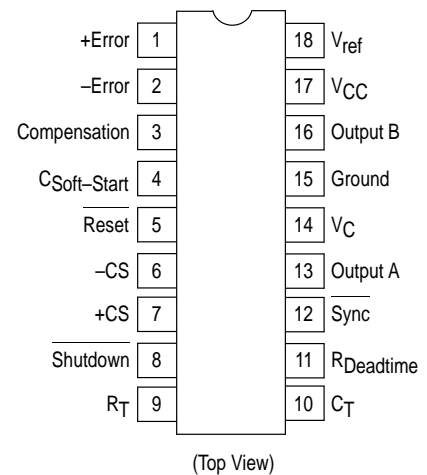 +Error 1 18 Vref
–Error 2 17 VCC
Compensation 3 16 Output B
CSoft–Start 4 15 Ground
Reset 5 14 VC
–CS 6 13 Output A
+CS 7 12 Sync
Shutdown 8 11 RDeadtime
RT 9 10 CT
(Top View)